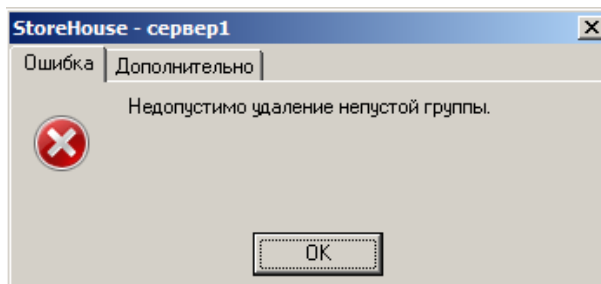 StoreHouse - сервер1
Ошибка Дополнительно
Недопустимо удаление непустой группы.
OK